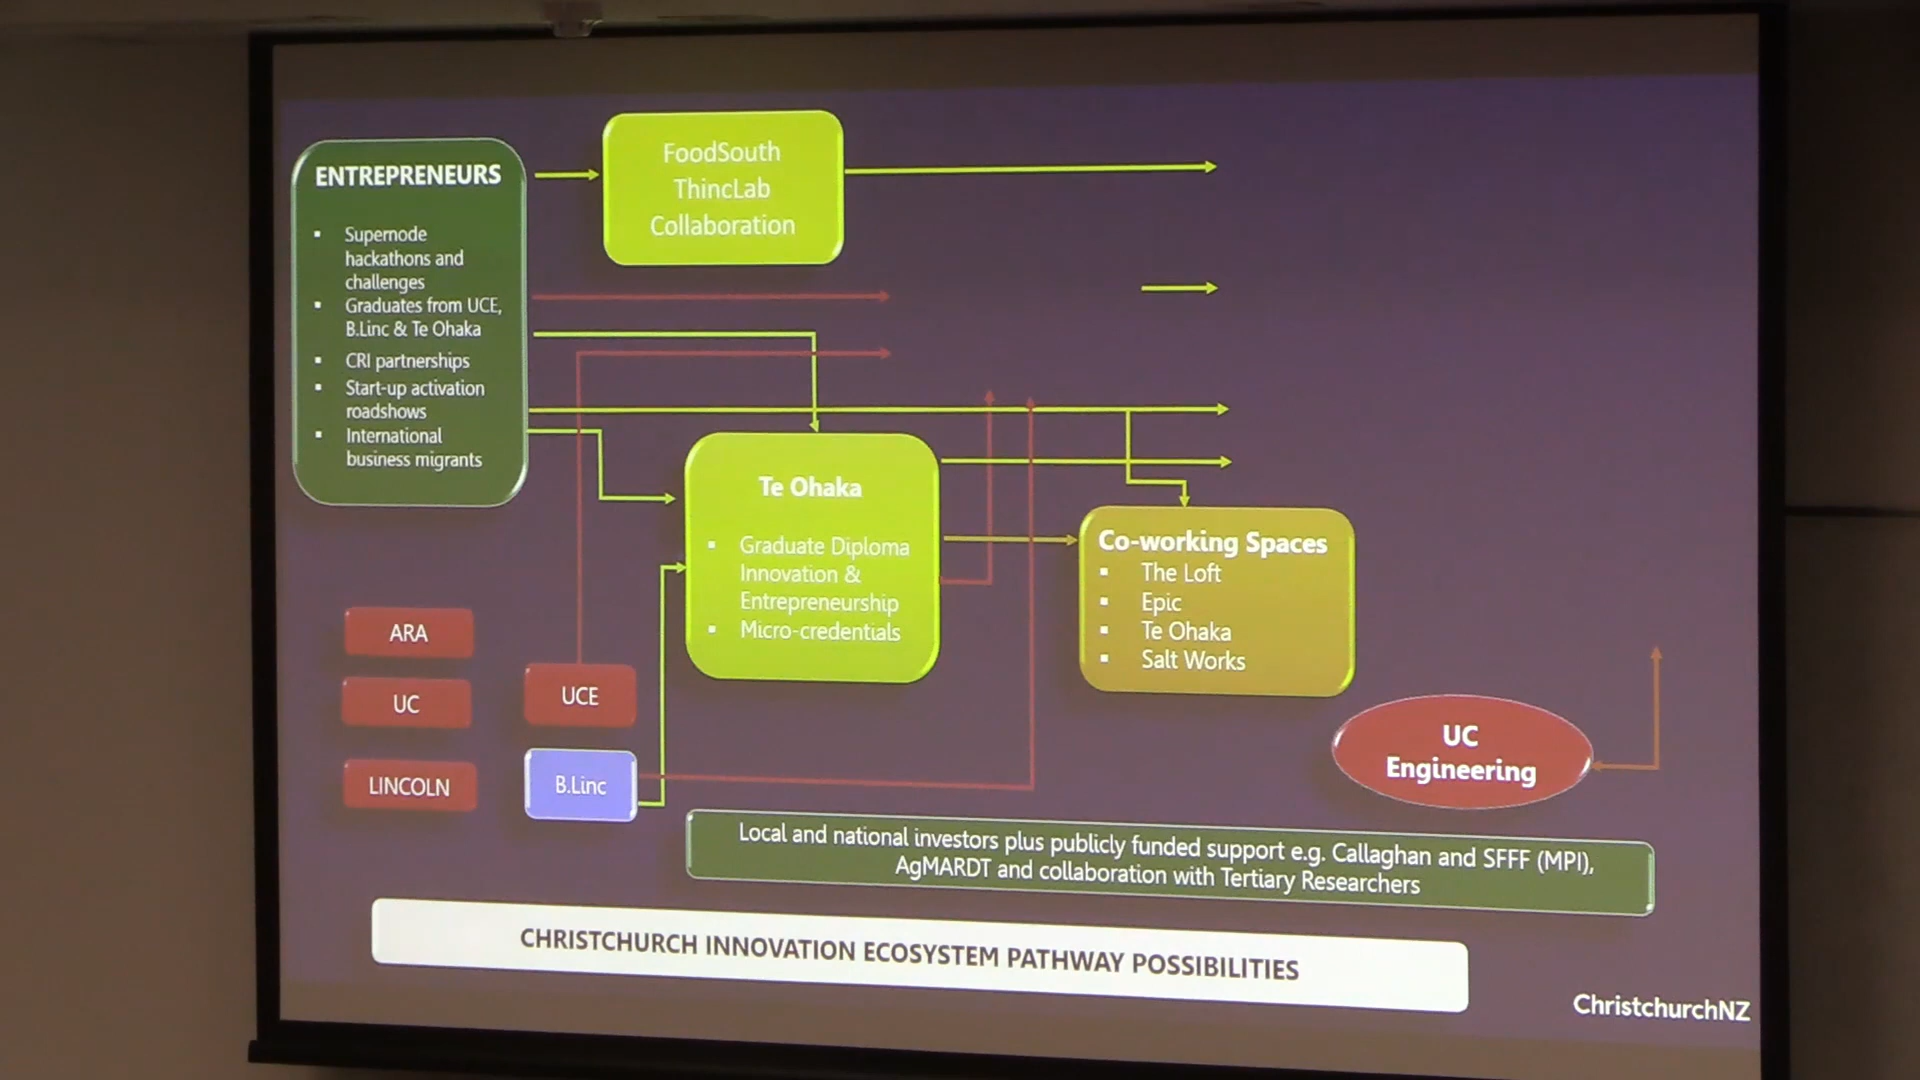 ENTREPRENEURS
Supernode
hackathons and
challenges
Graduates from UCE,
B.Linc & Te Ohaka
CRI partnerships
Start-up activation
roadshows
International
business migrants
FoodSouth
ThincLab
Collaboration
Te Ohaka
Graduate Diploma
Innovation &
Entrepreneurship
Micro-credentials
Co-working Spaces
The Loft
Epic
Te Ohaka
Salt Works
ARA
UC
LINCOLN
UCE
B.Linc
UC
Engineering
Local and national investors plus publicly funded support e.g. Callaghan and SFFF (MPI),
AgMARDT and collaboration with Tertiary Researchers
CHRISTCHURCH INNOVATION ECOSYSTEM PATHWAY POSSIBILITIES
ChristchurchNZ